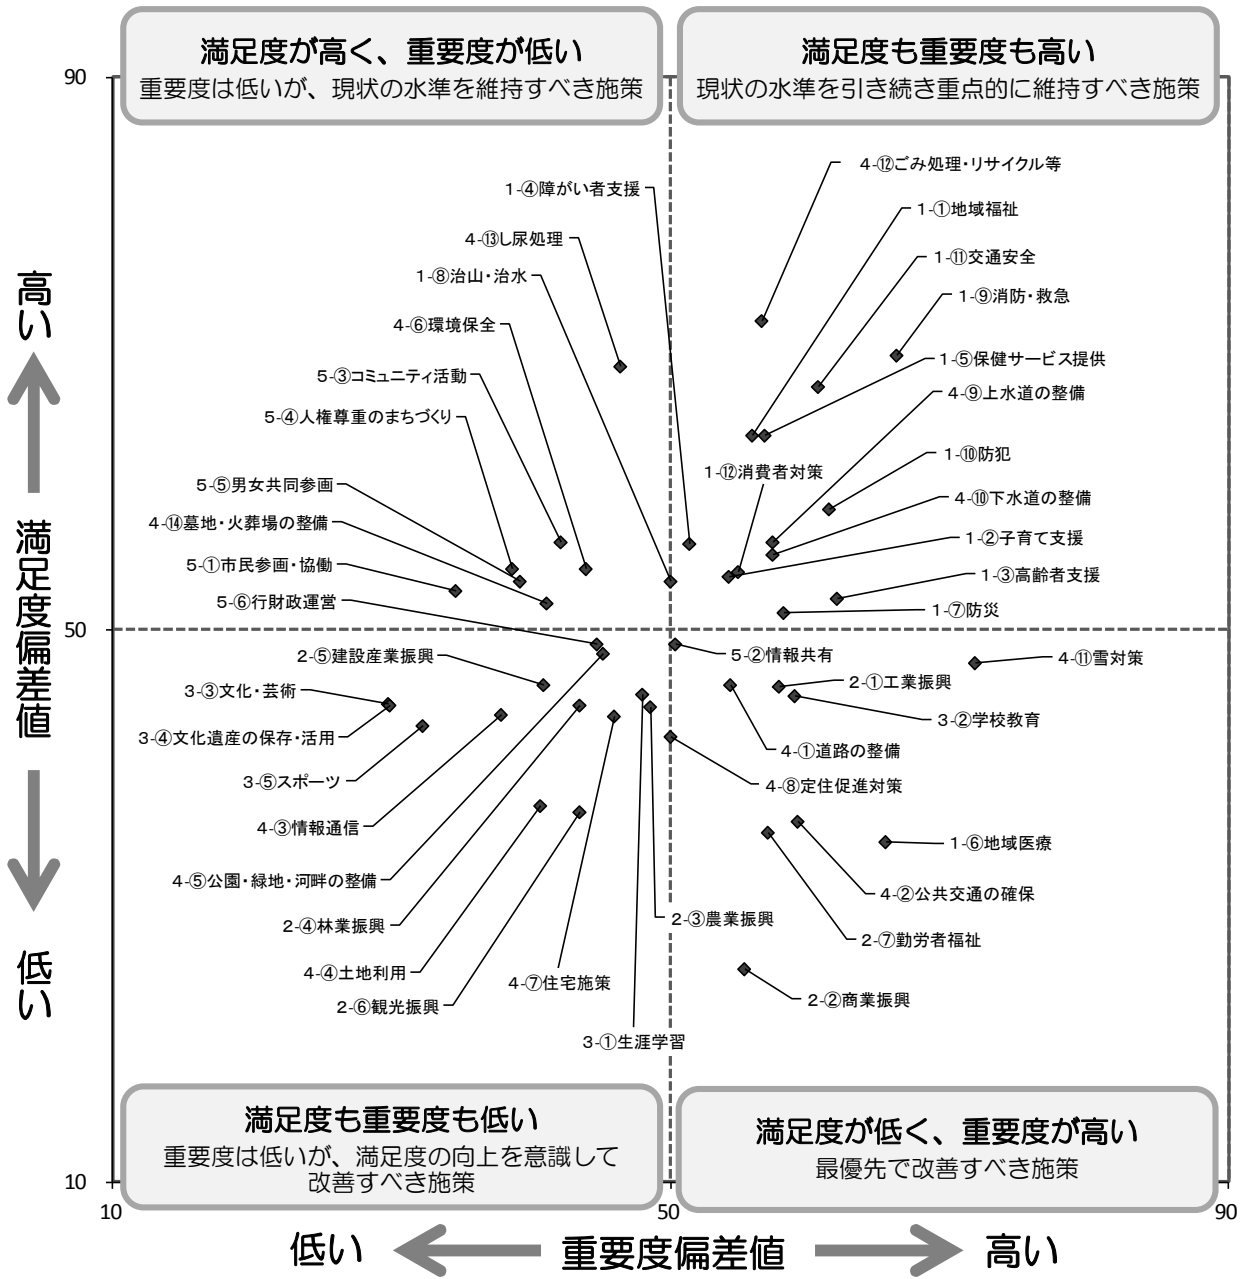 満足度が高く、重要度が低い
重要度は低いが、現状の水準を維持すべき施策
満足度も重要度も高い
現状の水準を引き続き重点的に維持すべき施策
90
4-⑫ごみ処理・リサイクル等
1-④障がい者支援
1-①地域福祉
4-⑬し尿処理
1-⑪交通安全
1-⑧治山・治水
1-⑨消防・救急
4-⑥環境保全
1-⑤保健サービス提供
5-③コミュニティ活動
4-⑨上水道の整備
5-④人権尊重のまちづくり
1-⑩防犯
1-⑫消費者対策
5-⑤男女共同参画
4-⑩下水道の整備
4-⑭墓地・火葬場の整備
1-②子育て支援
5-①市民参画・協働
1-③高齢者支援
5-⑥行財政運営
1-⑦防災
50
2-⑤建設産業振興
5-②情報共有
4-⑪雪対策
3-③文化・芸術
2-①工業振興
3-②学校教育
3-④文化遺産の保存・活用
4-①道路の整備
3-⑤スポーツ
4-⑧定住促進対策
4-③情報通信
1-⑥地域医療
4-⑤公園・緑地・河畔の整備
4-②公共交通の確保
2-④林業振興
2-③農業振興
2-⑦勤労者福祉
4-④土地利用
4-⑦住宅施策
2-⑥観光振興
2-②商業振興
3-①生涯学習
満足度も重要度も低い
重要度は低いが、満足度の向上を意識して
改善すべき施策
満足度が低く、重要度が高い
最優先で改善すべき施策
10
10
50
90
高い
満足度偏差値
低い
低い
重要度偏差値
高い